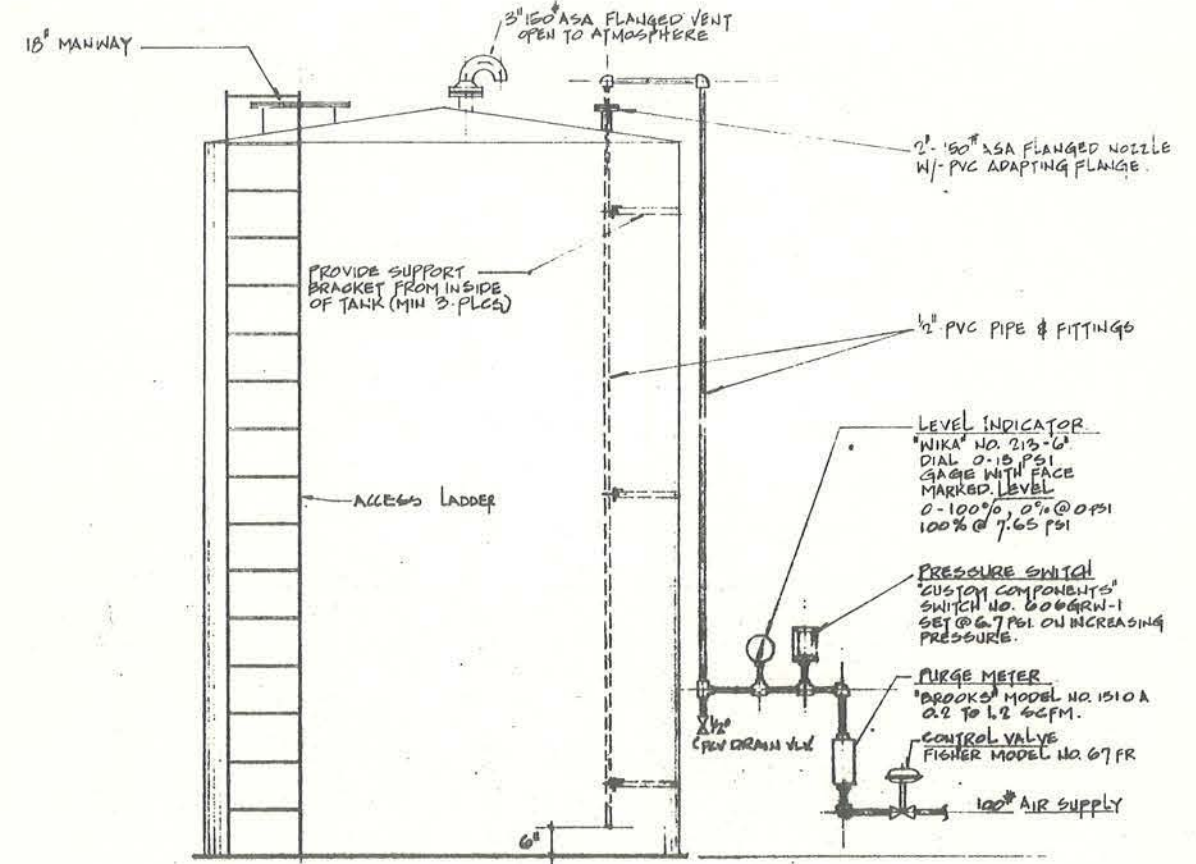 3" 150# ASA FLANGED VENT
OPEN TO ATMOSPHERE
18" MANWAY
2"-150# ASA FLANGED NOZZLE
W/-PVC ADAPTING FLANGE.
PROVIDE SUPPORT
BRACKET FROM INSIDE
OF TANK (MIN 3-PLCS)
1/2" PVC PIPE & FITTINGS
LEVEL INDICATOR
"WIKA" NO. 213-6"
DIAL 0-15 PSI
GAGE WITH FACE
MARKED. LEVEL
0-100%, 0% @ 0 PSI
100% @ 7.65 PSI
ACCESS LADDER
PRESSURE SWITCH
"CUSTOM COMPONENTS"
SWITCH NO. 606GRW-1
SET @ 6.7 PSI. ON INCREASING
PRESSURE.
PURGE METER
"BROOKS" MODEL NO. 1510A
0.2 TO 1.2 SCFM.
1/2"
DRAIN VLV
CONTROL VALVE
FISHER MODEL NO. 67 FR
100# AIR SUPPLY
6"